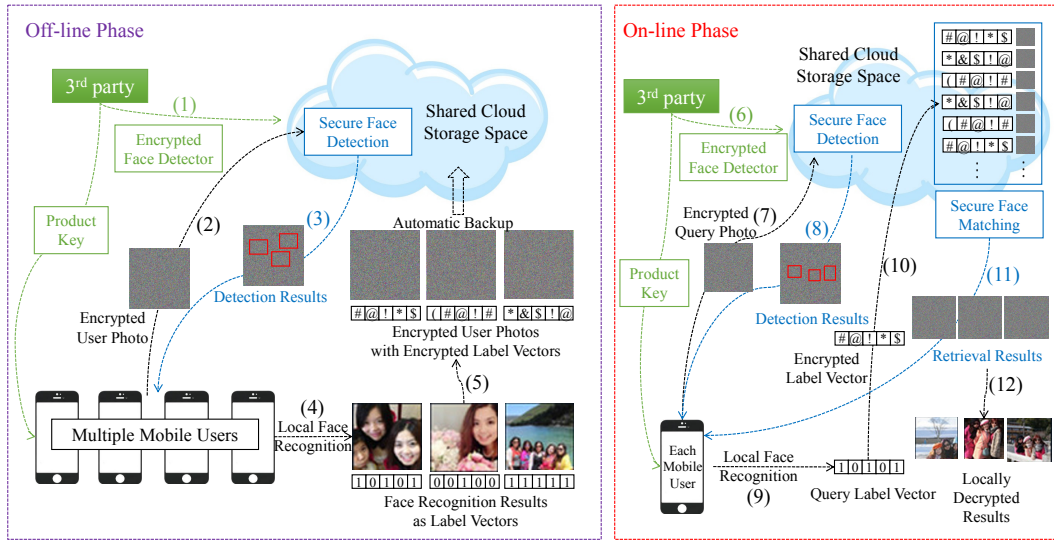 Off-line Phase
3rd party
(1)
Encrypted
Face Detector
Secure Face
Detection
Shared Cloud
Storage Space
(2)
(3)
Product
Key
Automatic Backup
Detection Results
Encrypted
User Photo
#@!*$
(#@!#
*&$!@
Encrypted User Photos
with Encrypted Label Vectors
(5)
Multiple Mobile Users
(4)
Local Face
Recognition
10101
00100
11111
Face Recognition Results
as Label Vectors
On-line Phase
3rd party
(6)
Encrypted
Face Detector
Shared Cloud
Storage Space
Secure Face
Detection
#@!*$
*&$!@
(#@!#
*&$!@
(#@!#
#@!*$
⋮ ⋮
Secure Face
Matching
Encrypted
Query Photo
(7)
(8)
(10)
(11)
Product
Key
Detection Results
#@!*$
Encrypted
Label Vector
Retrieval Results
(12)
Each
Mobile
User
Local Face
Recognition
(9)
10101
Query Label Vector
Locally
Decrypted
Results